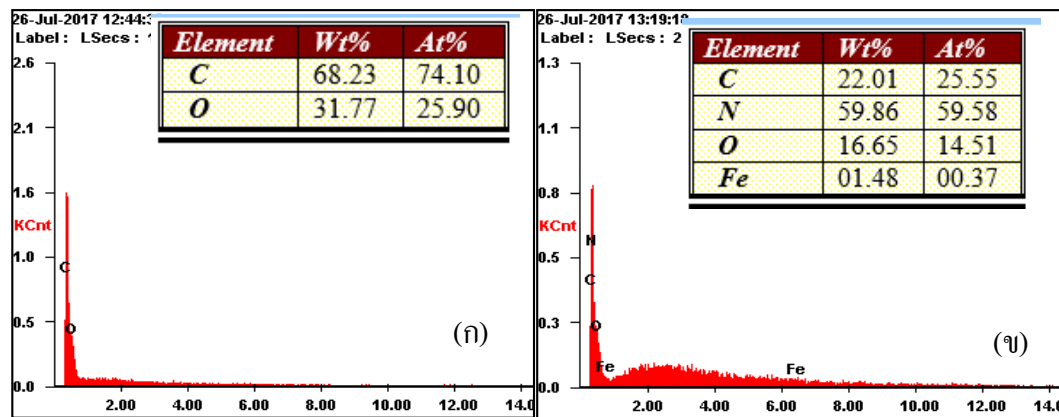 26-Jul-2017 12:44:3
Label : LSecs : 1
Element Wt% At%
C 68.23 74.10
O 31.77 25.90
2.6
2.1
1.6
KCnt
1.0
0.5
0.0
C
O
(ก)
2.00 4.00 6.00 8.00 10.00 12.00 14.0
26-Jul-2017 13:19:19
Label : LSecs : 2
Element Wt% At%
C 22.01 25.55
N 59.86 59.58
O 16.65 14.51
Fe 01.48 00.37
1.3
1.1
0.8
KCnt
0.5
0.3
0.0
N
C
O
Fe
Fe
(ข)
2.00 4.00 6.00 8.00 10.00 12.00 14.0